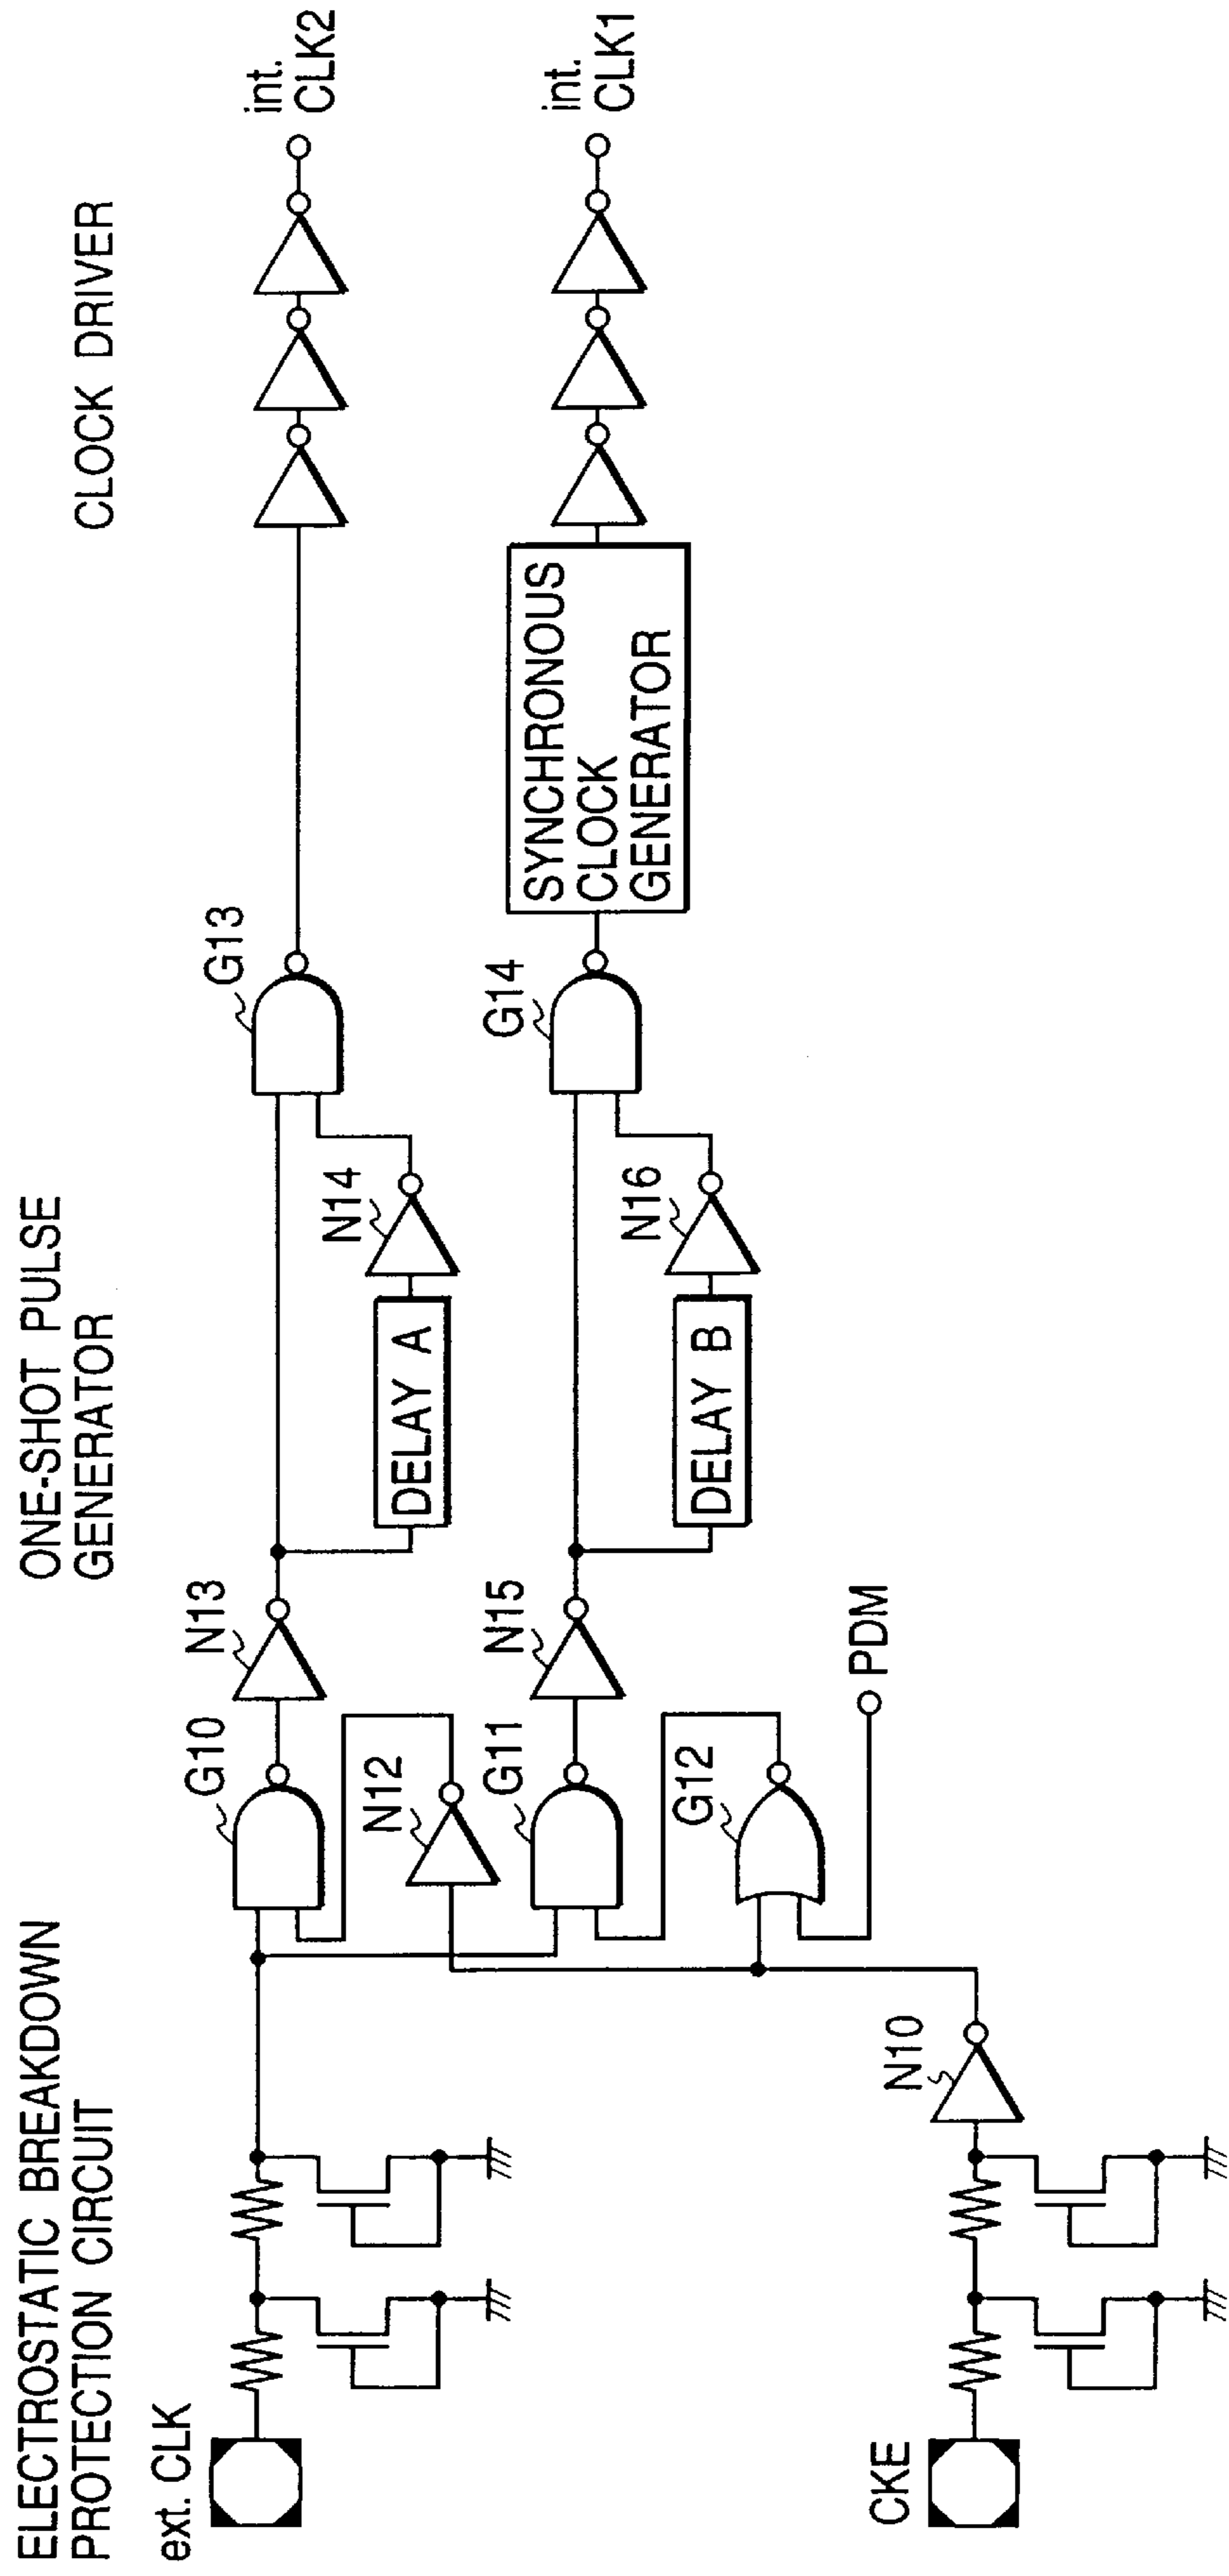 ELECTROSTATIC BREAKDOWN
PROTECTION CIRCUIT
ONE-SHOT PULSE
GENERATOR
CLOCK DRIVER
ext. CLK
G10
N13
G13
int.
CLK2
N14
DELAY A
N12
G11
N15
G14
int.
CLK1
SYNCHRONOUS
CLOCK
GENERATOR
N16
DELAY B
G12
PDM
CKE
N10